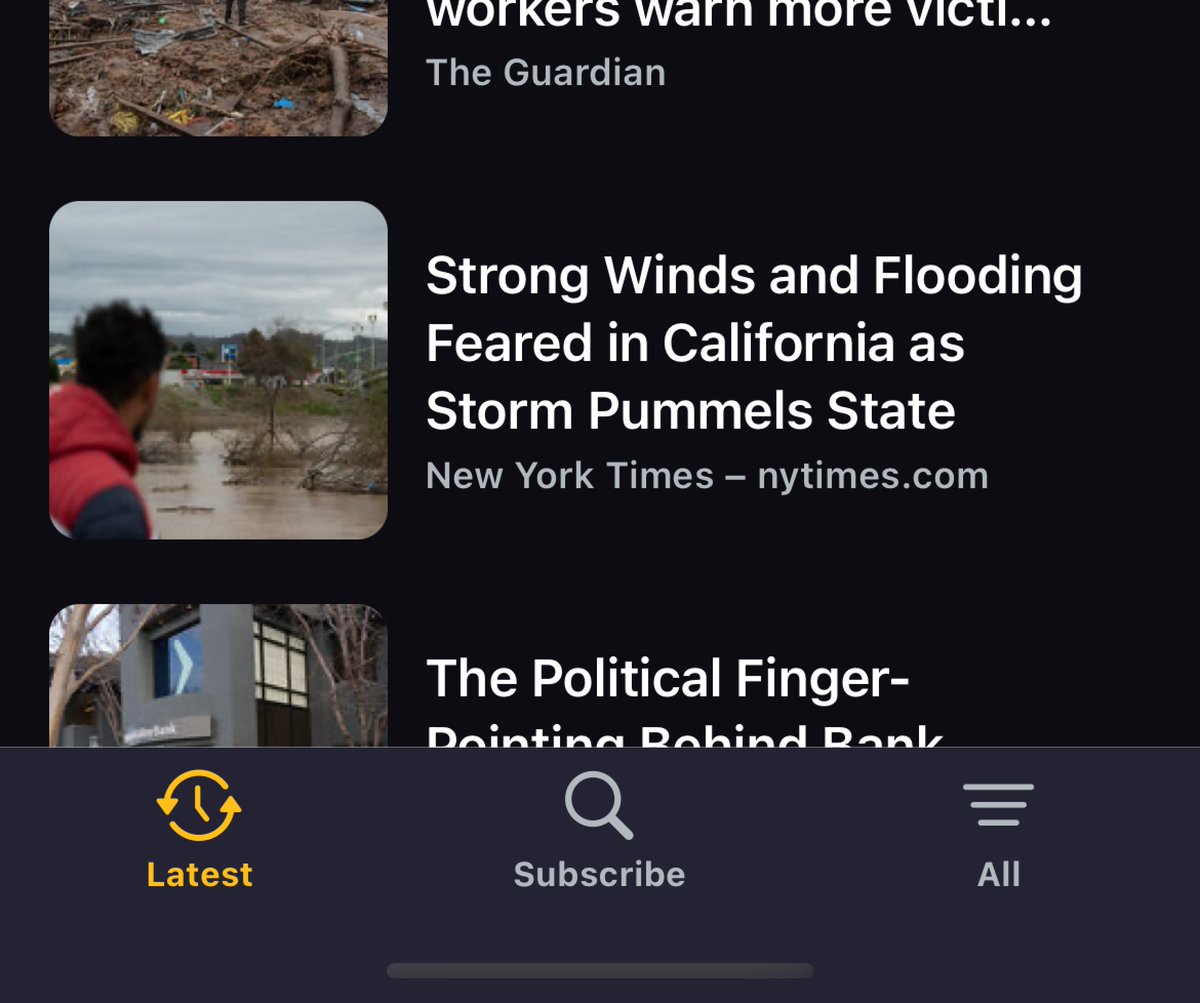 workers warn more victi...
The Guardian
Strong Winds and Flooding
Feared in California as
Storm Pummels State
New York Times – nytimes.com
The Political Finger-
Pointing Behind Bank
Bank
Latest
Subscribe
All